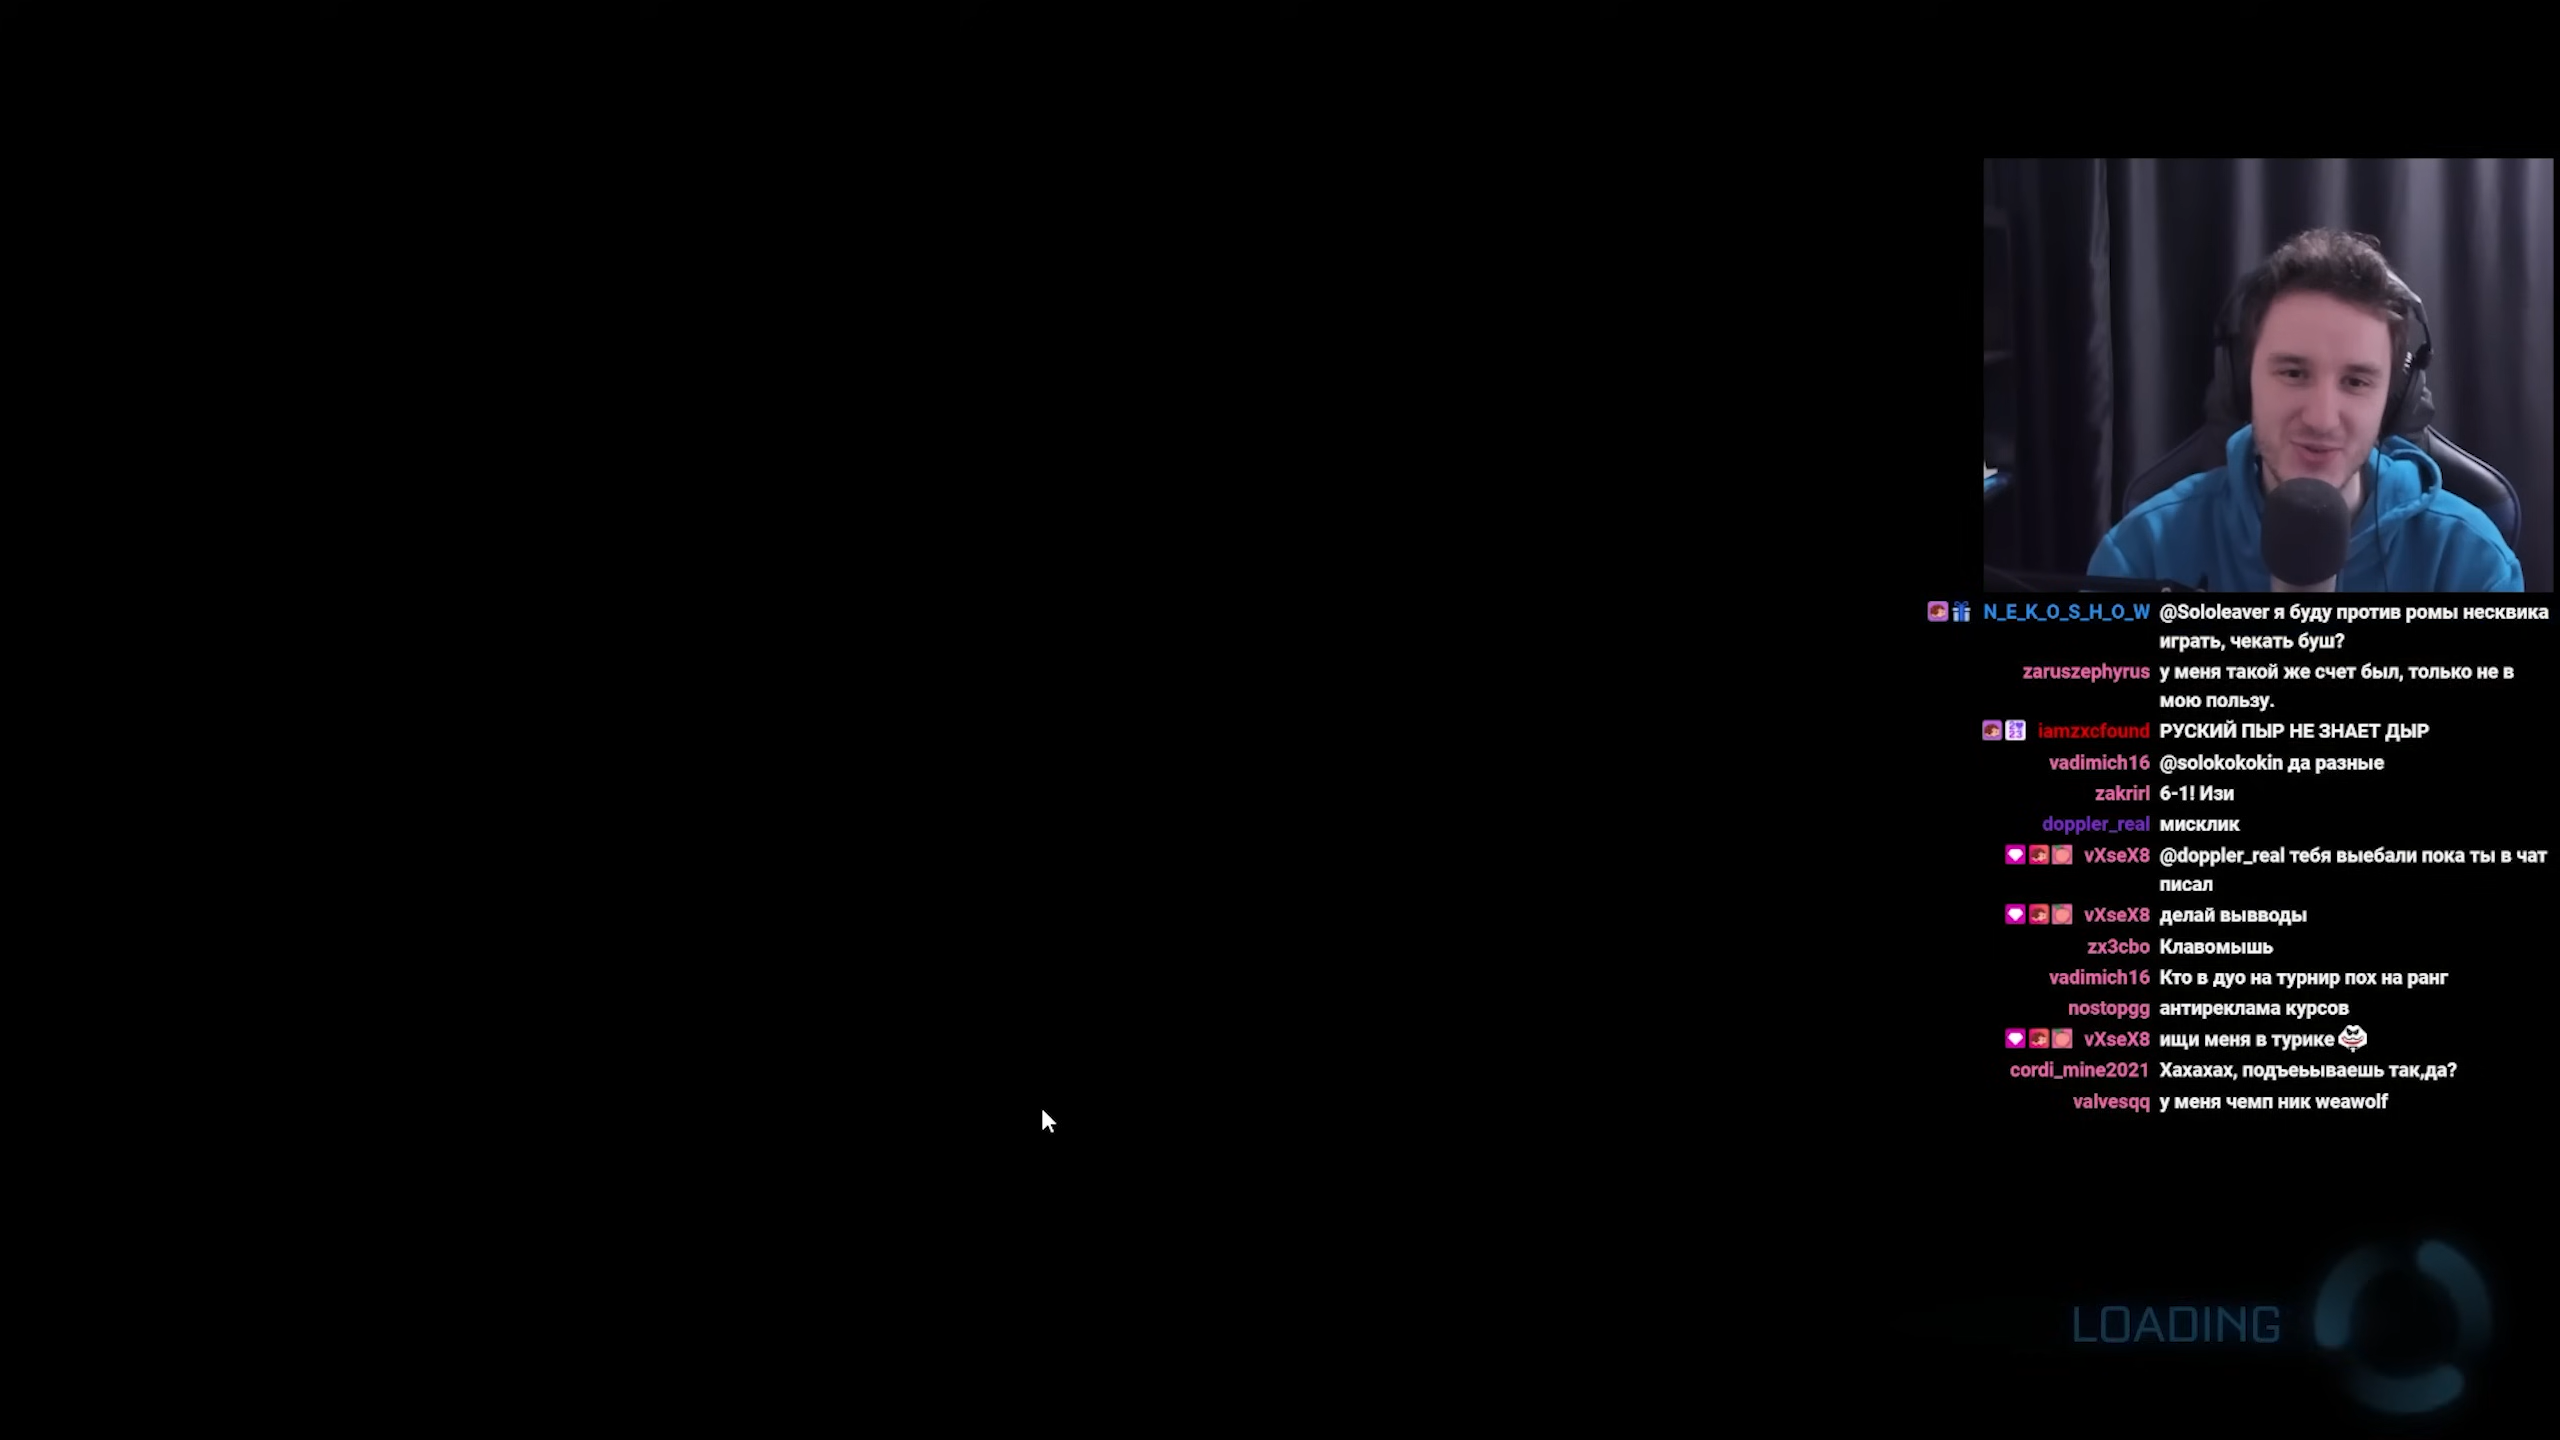 N_E_K_O_S_H_O_W @Sololeaver я буду против ромы несквика
играть, чекать буш?
zaruszephyrus у меня такой же счет был, только не в
мою пользу.
iamzxcfound РУСКИЙ ПЫР НЕ ЗНАЕТ ДЫР
vadimich16 @solokokokin да разные
zakrirl 6-1! Изи
doppler_real мисклик
vXseX8 @doppler_real тебя выебали пока ты в чат
писал
vXseX8 делай вывводы
zx3cbo Клавомышь
vadimich16 Кто в дуо на турнир пох на ранг
nostopgg антиреклама курсов
vXseX8 ищи меня в турике
cordi_mine2021 Хахахах, подъеьываешь так,да?
valvesqq у меня чемп ник weawolf
LOADING